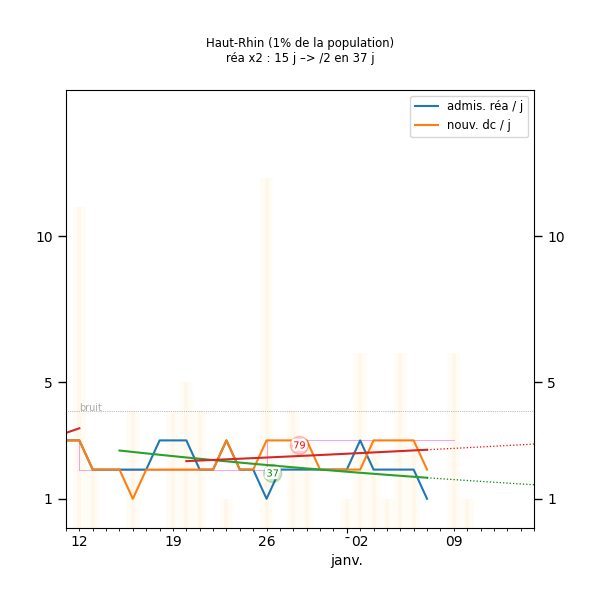 Haut-Rhin (1% de la population)
réa x2 : 15 j –> /2 en 37 j
admis. réa / j
nouv. dc / j
10
10
5
5
bruit
79
37
1
1
12
19
26
02
09
janv.